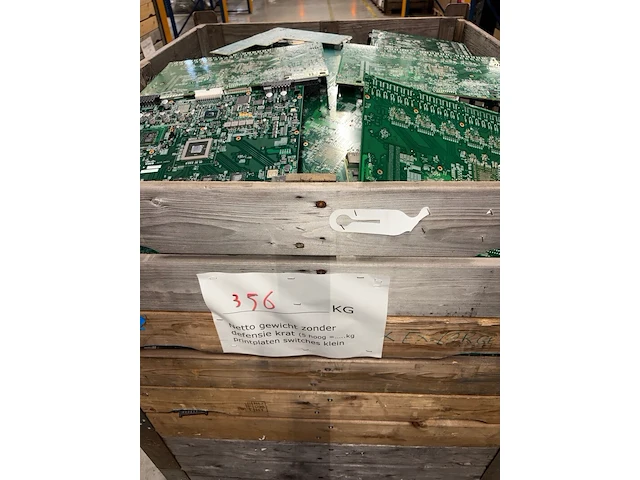 356 KG
Netto gewicht zonder
defensie krat (5 hoog =.....kg
printplaten switches klein